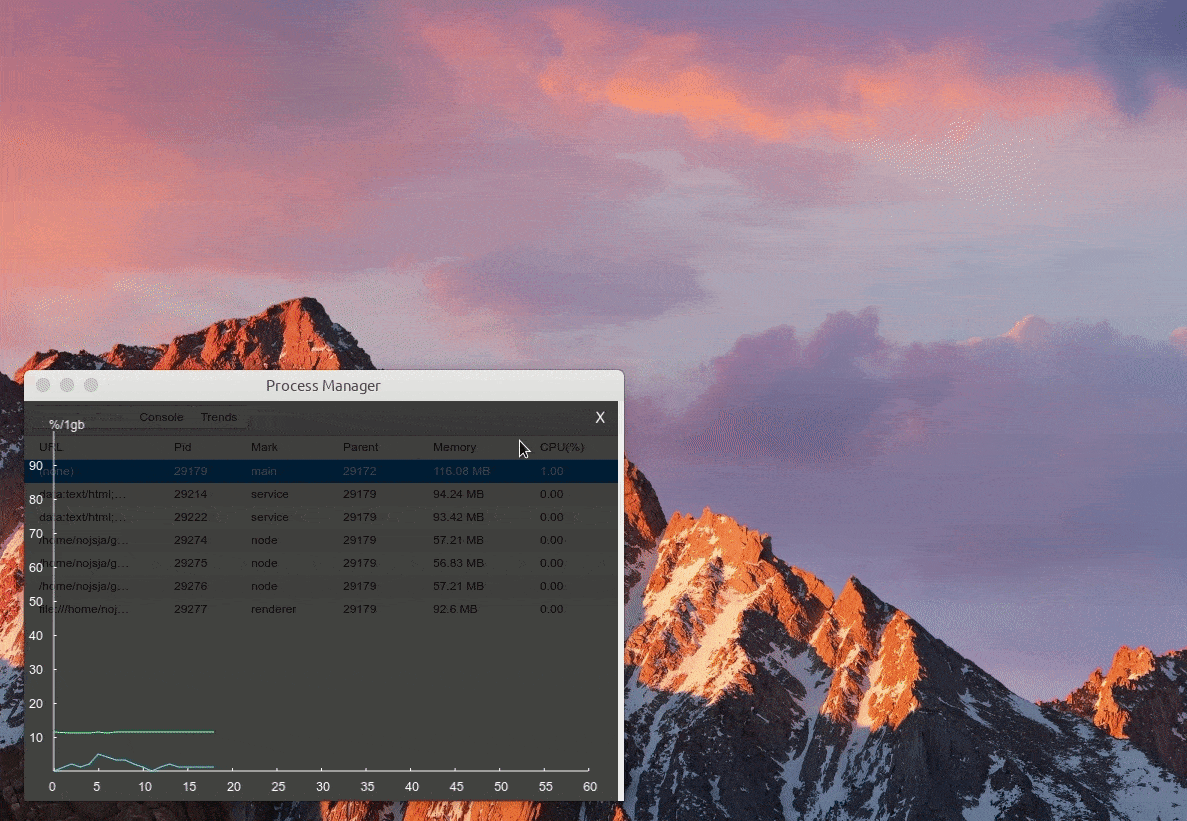 Process Manager
Console Trends
X
%/1gb
URL Pid Mark Parent Memory CPU(%)
(none) 29179 main 29172 116.08 MB 1.00
data:text/html;... 29214 service 29179 94.24 MB 0.00
data:text/html;... 29222 service 29179 93.42 MB 0.00
/home/nojsja/g... 29274 node 29179 57.21 MB 0.00
/home/nojsja/g... 29275 node 29179 56.83 MB 0.00
/home/nojsja/g... 29276 node 29179 57.21 MB 0.00
file:///home/noj... 29277 renderer 29179 92.6 MB 0.00
90
80
70
60
50
40
30
20
10
0 5 10 15 20 25 30 35 40 45 50 55 60